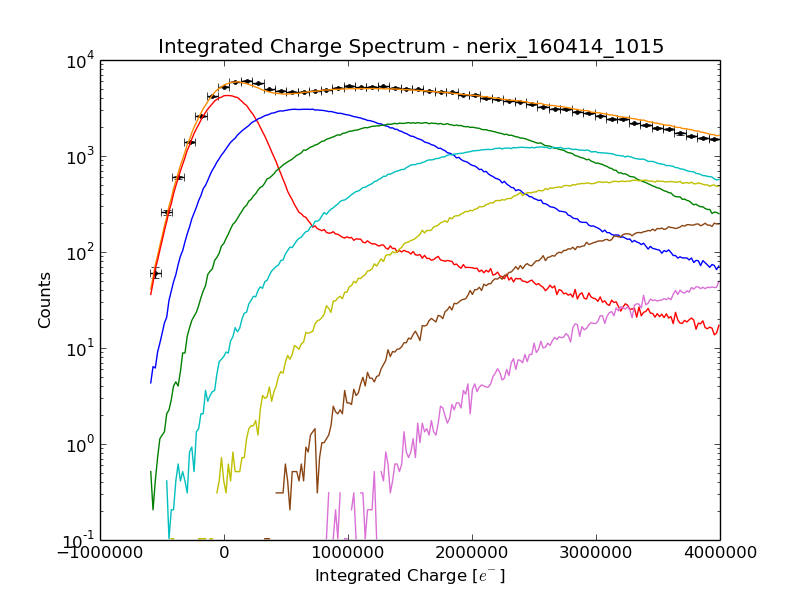 Integrated Charge Spectrum - nerix_160414_1015
10^4
10^3
10^2
10^1
10^0
10^-1
Counts
−1000000 0 1000000 2000000 3000000 4000000
Integrated Charge [e^-]